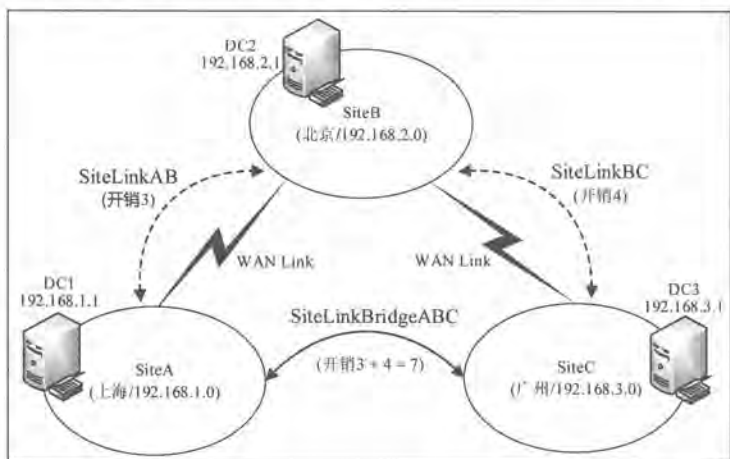 DC2
192.168.2.1
SiteB
(北京/192.168.2.0)
SiteLinkAB
(开销3)
SiteLinkBC
(开销4)
WAN Link
WAN Link
DC1
192.168.1.1
DC3
192.168.3.1
SiteLinkBridgeABC
(开销3+4=7)
SiteA
(上海/192.168.1.0)
SiteC
(广州/192.168.3.0)